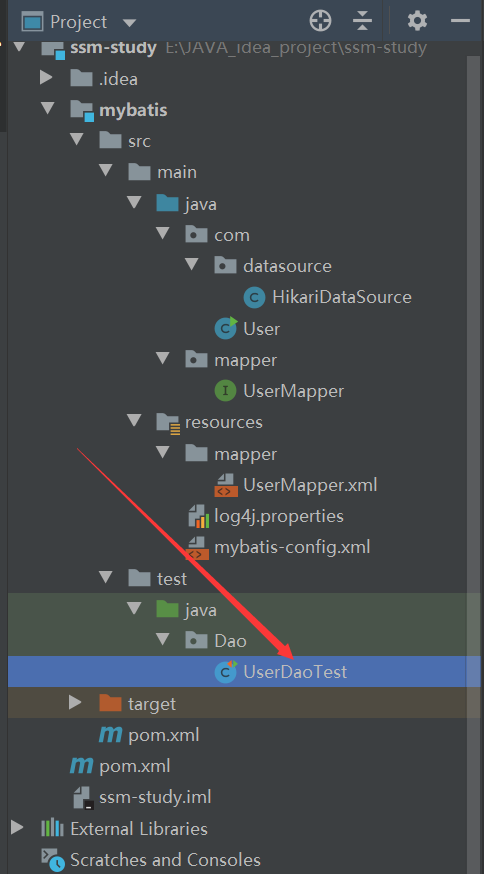 Project
ssm-study E:\JAVA_idea_project\ssm-study
.idea
mybatis
src
main
java
com
datasource
HikariDataSource
User
mapper
UserMapper
resources
mapper
UserMapper.xml
log4j.properties
mybatis-config.xml
test
java
Dao
UserDaoTest
target
pom.xml
pom.xml
ssm-study.iml
External Libraries
Scratches and Consoles